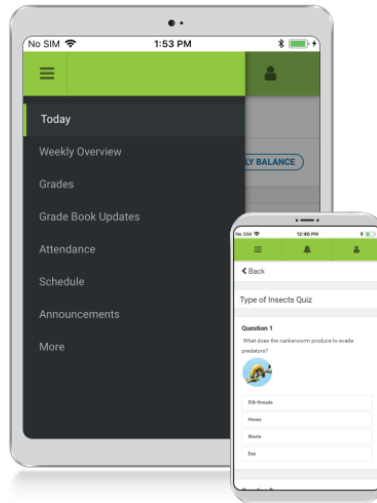 No SIM 1:53 PM
Today
Weekly Overview
LY BALANCE
Grades
Grade Book Updates
Attendance
Schedule
Announcements
More
No SIM 12:48 PM
Back
Type of Insects Quiz
Question 1
What does the cankerworm produce to evade
predators?
Silk threads
Honey
Waste
Dye